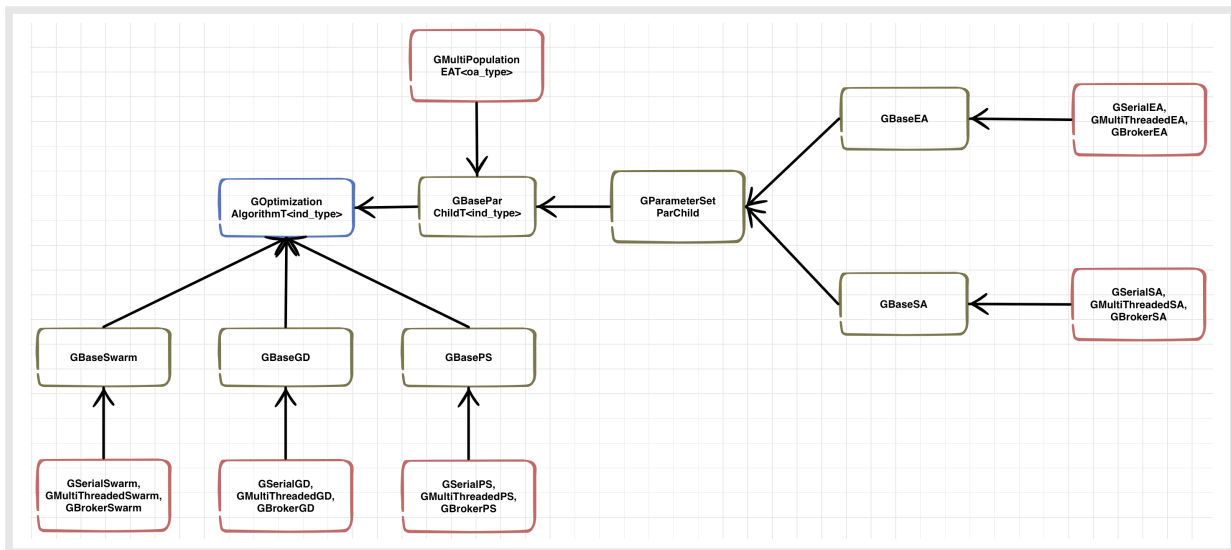 GMultiPopulation
EAT<oa_type>
GBaseEA
GSerialEA,
GMultiThreadedEA,
GBrokerEA
GOptimization
AlgorithmT<ind_type>
GBasePar
ChildT<ind_type>
GParameterSet
ParChild
GBaseSA
GSerialSA,
GMultiThreadedSA,
GBrokerSA
GBaseSwarm
GBaseGD
GBasePS
GSerialSwarm,
GMultiThreadedSwarm,
GBrokerSwarm
GSerialGD,
GMultiThreadedGD,
GBrokerGD
GSerialPS,
GMultiThreadedPS,
GBrokerPS